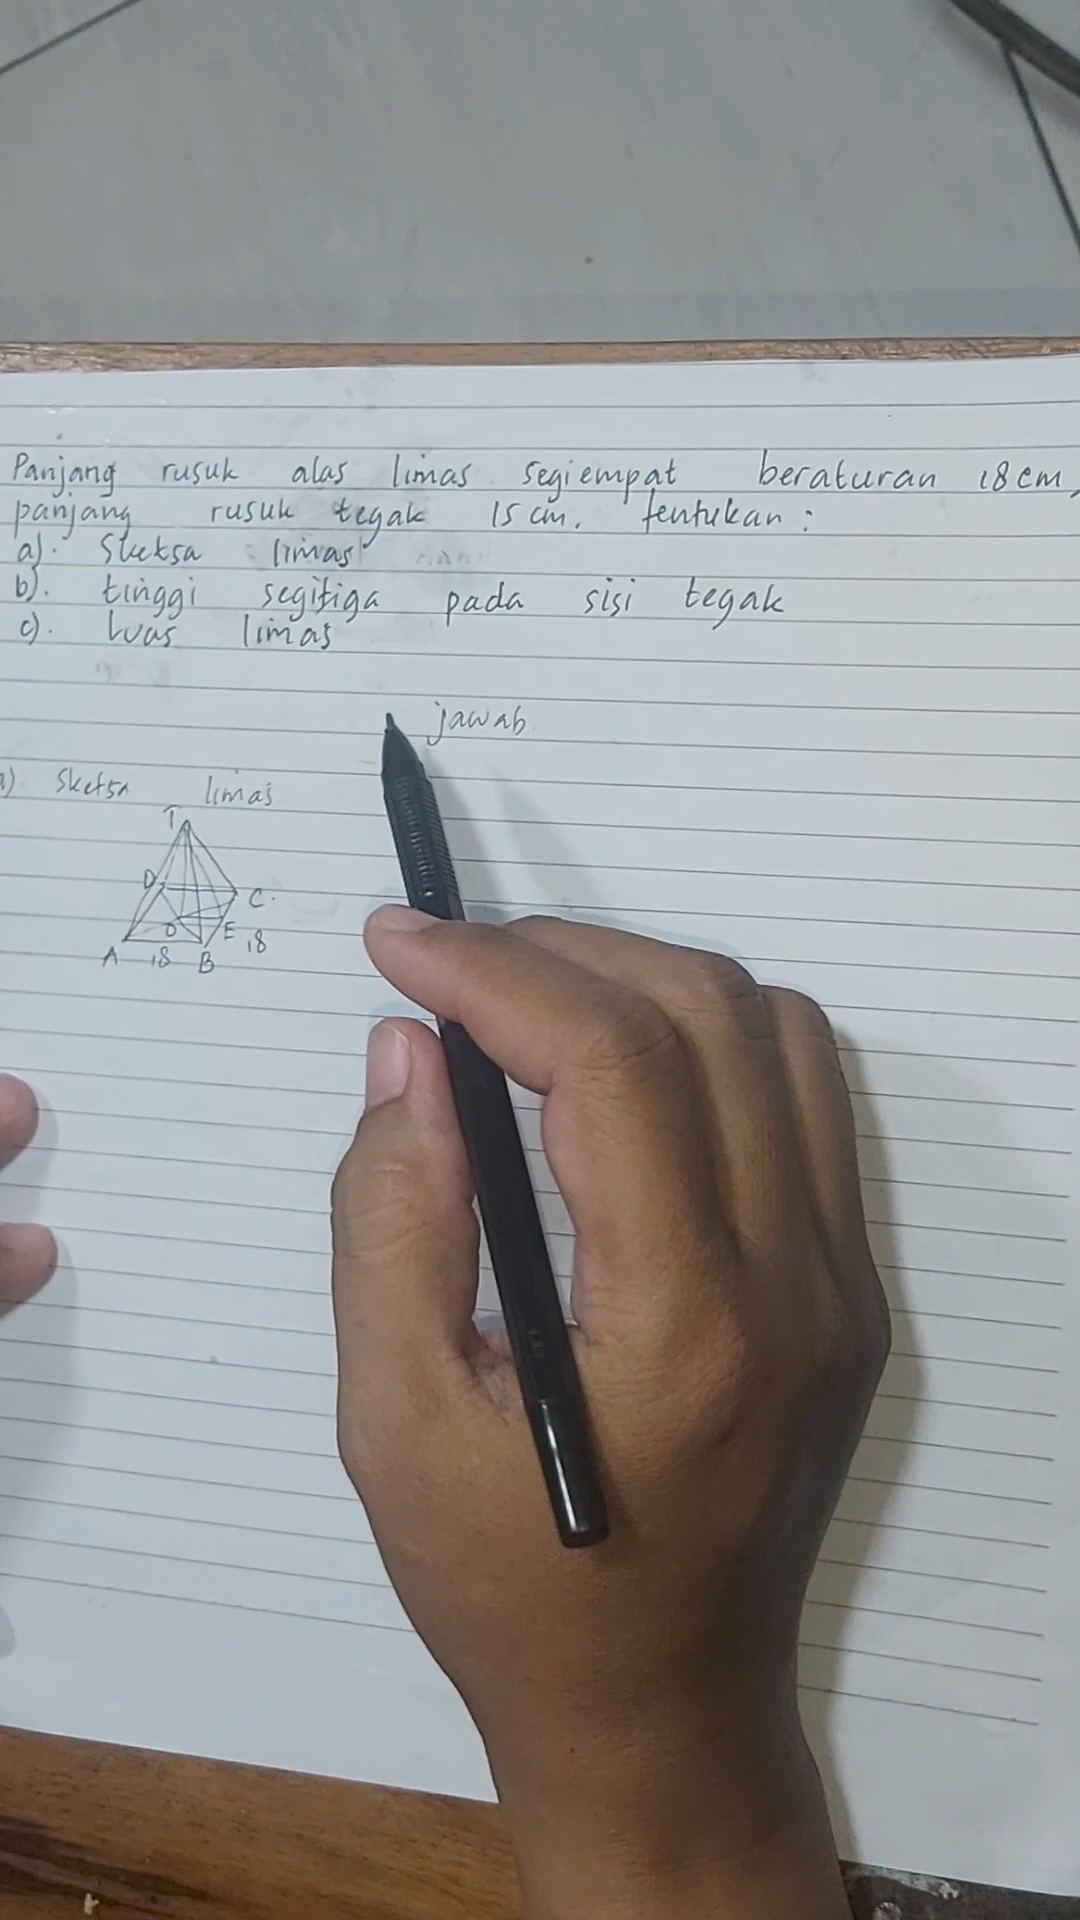 Panjang rusuk alas limas segiempat beraturan 18 cm,
panjang rusuk tegak 15 cm. tentukan :
a). Sketsa limas
b). tinggi segitiga pada sisi tegak
c). luas limas
jawab
a). Sketsa limas
T
D
C
O
E
18
A
18
B